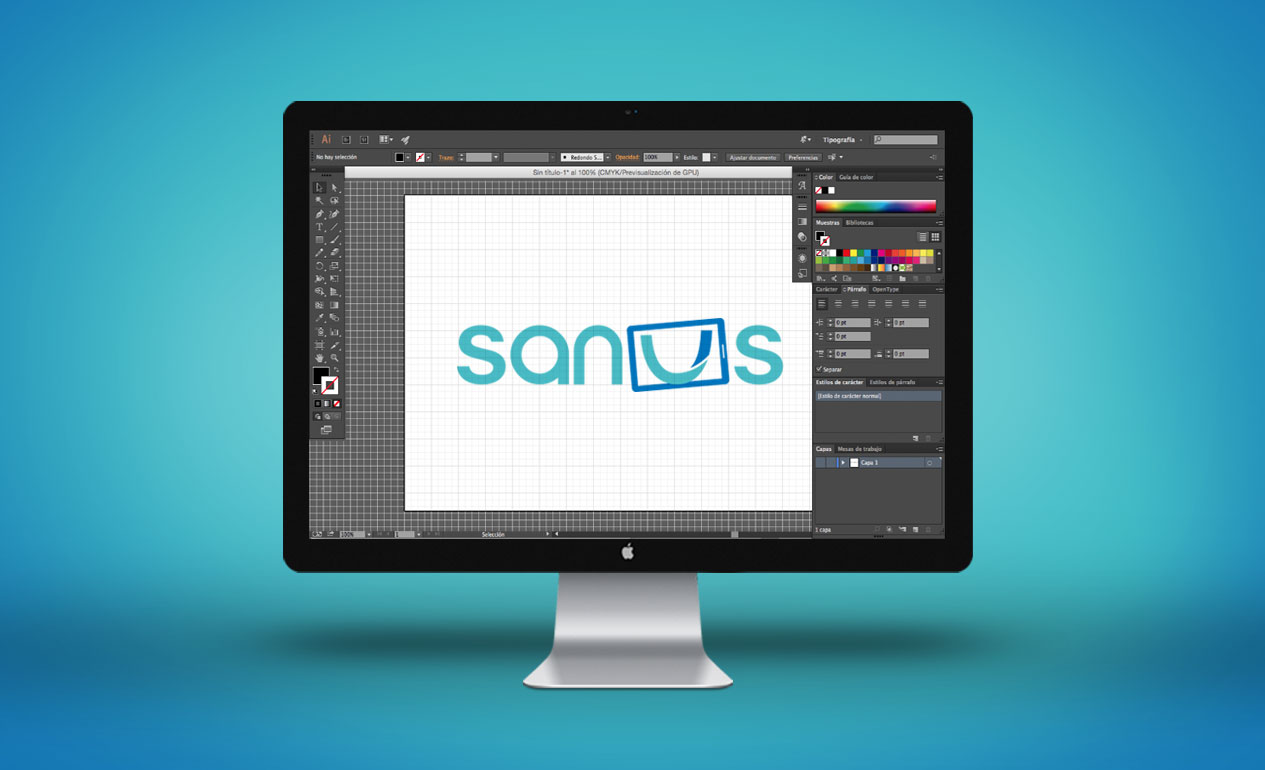 Ai Br St Tipografía
No hay selección Trazo: Redondo S... Opacidad: 100% Estilo: Ajustar documento Preferencias
Sin título-1* al 100% (CMYK/Previsualización de GPU)
Color Guía de color
Muestras Bibliotecas
Carácter Párrafo OpenType
0 pt 0 pt
0 pt
0 pt 0 pt
Separar
Estilos de carácter Estilos de párrafo
[Estilo de carácter normal]
Capas Mesas de trabajo
Capa 1
1 capa
sanus
100% 1 Selección